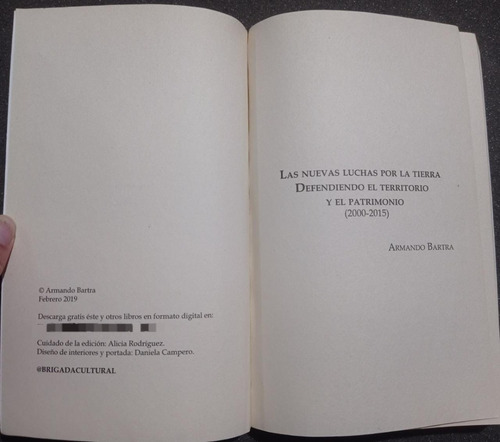 © Armando Bartra
Febrero 2019
Descarga gratis éste y otros libros en formato digital en:
Cuidado de la edición: Alicia Rodríguez.
Diseño de interiores y portada: Daniela Campero.
@BRIGADACULTURAL
LAS NUEVAS LUCHAS POR LA TIERRA
DEFENDIENDO EL TERRITORIO
Y EL PATRIMONIO
(2000-2015)
ARMANDO BARTRA